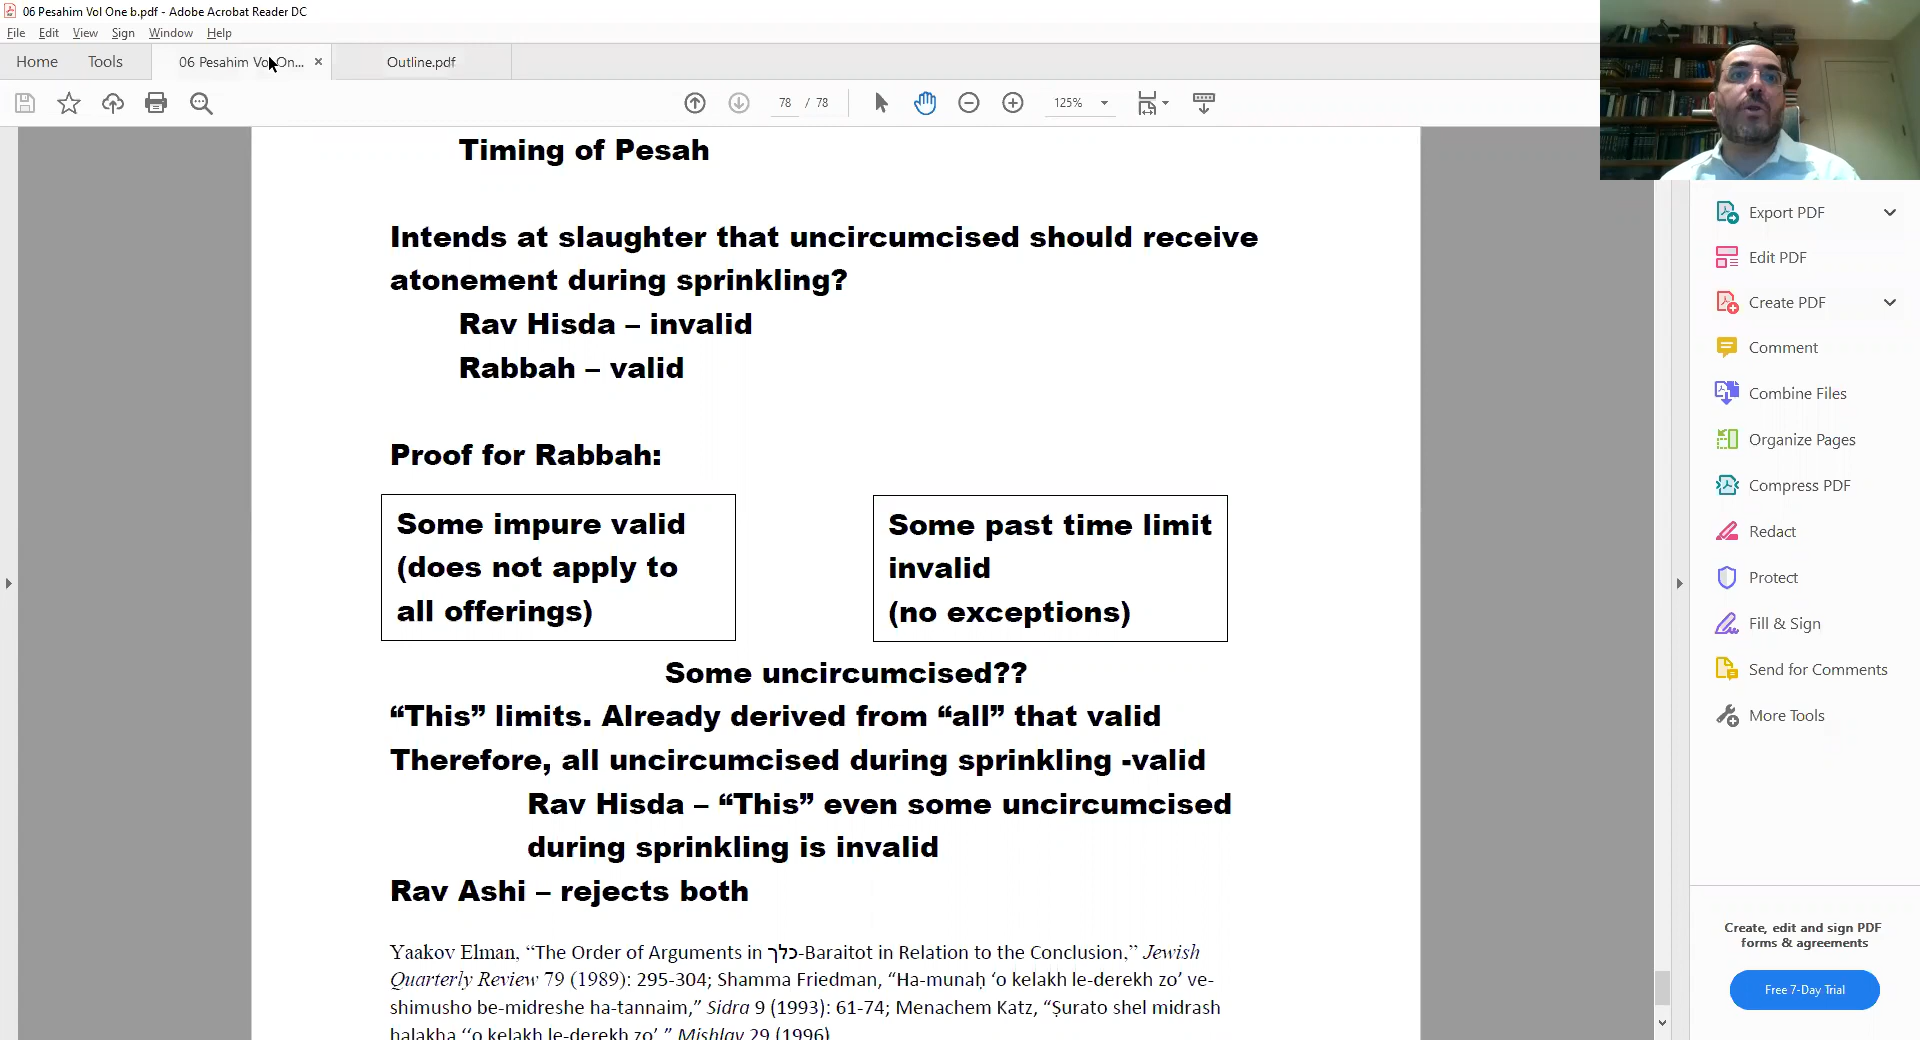 06 Pesahim Vol One b.pdf - Adobe Acrobat Reader DC
File Edit View Sign Window Help
Home Tools 06 Pesahim Vol On... × Outline.pdf
78 / 78 125%
Timing of Pesah
Intends at slaughter that uncircumcised should receive
atonement during sprinkling?
Rav Hisda – invalid
Rabbah – valid
Proof for Rabbah:
Some impure valid
(does not apply to
all offerings)
Some past time limit
invalid
(no exceptions)
Some uncircumcised??
“This” limits. Already derived from “all” that valid
Therefore, all uncircumcised during sprinkling -valid
Rav Hisda – “This” even some uncircumcised
during sprinkling is invalid
Rav Ashi – rejects both
Yaakov Elman, “The Order of Arguments in כלך-Baraitot in Relation to the Conclusion,” Jewish
Quarterly Review 79 (1989): 295-304; Shamma Friedman, “Ha-munaḥ ‘o kelakh le-derekh zo’ ve-
shimusho be-midreshe ha-tannaim,” Sidra 9 (1993): 61-74; Menachem Katz, “Ṣurato shel midrash
halakha ‘‘o kelakh le-derekh zo’ ” Mishlav 29 (1996)
Export PDF
Edit PDF
Create PDF
Comment
Combine Files
Organize Pages
Compress PDF
Redact
Protect
Fill & Sign
Send for Comments
More Tools
Create, edit and sign PDF
forms & agreements
Free 7-Day Trial